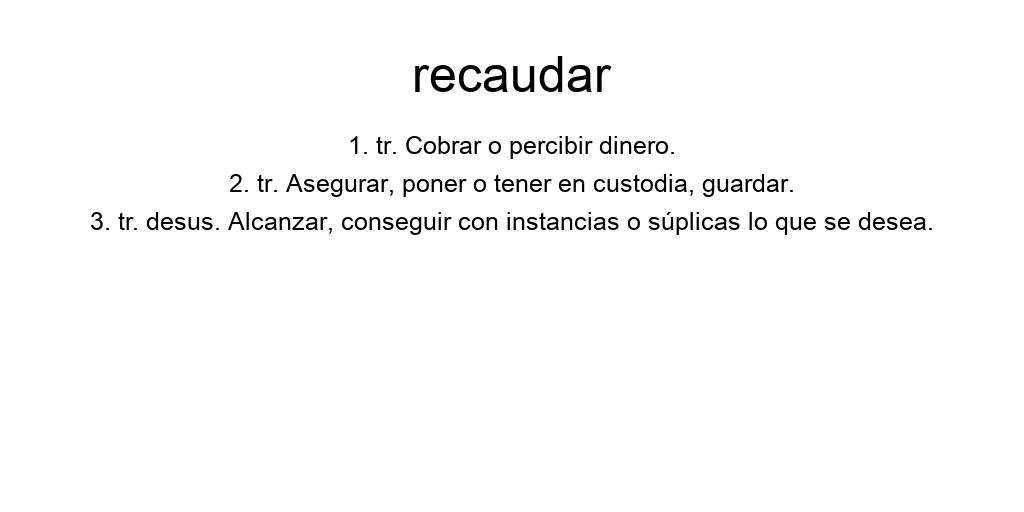 recaudar
1. tr. Cobrar o percibir dinero.
2. tr. Asegurar, poner o tener en custodia, guardar.
3. tr. desus. Alcanzar, conseguir con instancias o súplicas lo que se desea.